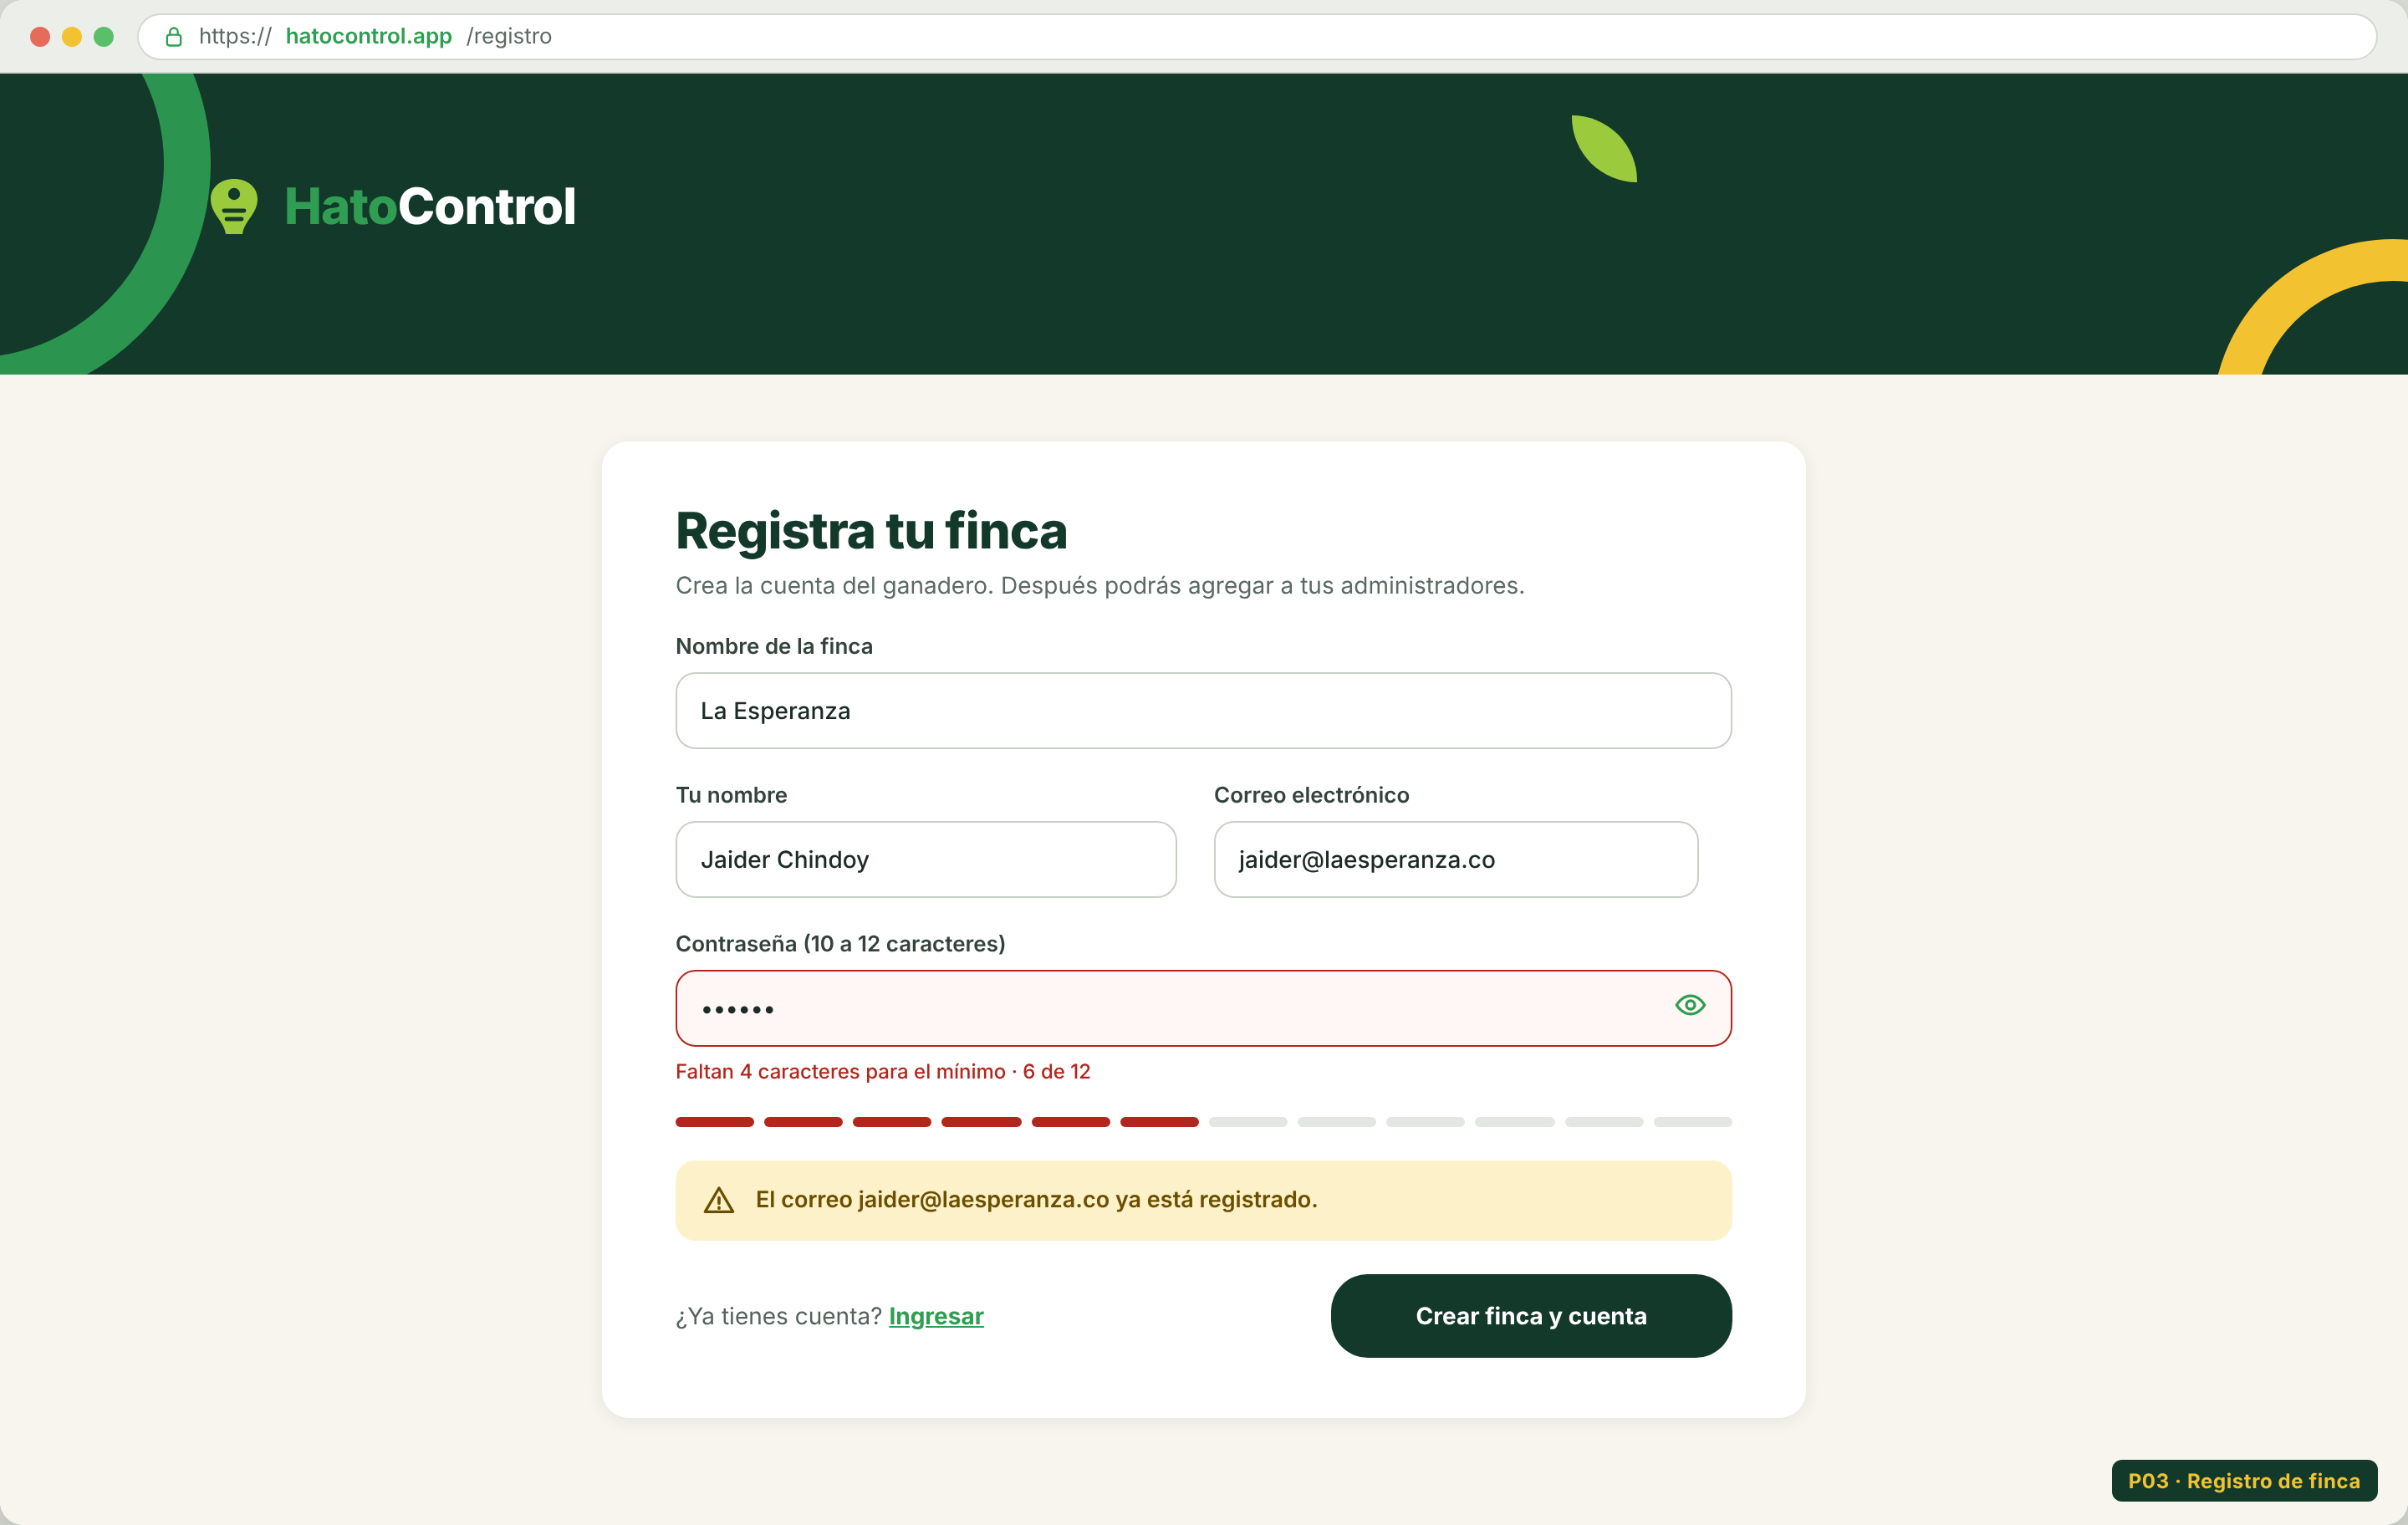 https:// hatocontrol.app /registro
HatoControl
Registra tu finca
Crea la cuenta del ganadero. Después podrás agregar a tus administradores.
Nombre de la finca
La Esperanza
Tu nombre
Correo electrónico
Jaider Chindoy
jaider@laesperanza.co
Contraseña (10 a 12 caracteres)
••••••
Faltan 4 caracteres para el mínimo · 6 de 12
El correo jaider@laesperanza.co ya está registrado.
¿Ya tienes cuenta? Ingresar
Crear finca y cuenta
P03 · Registro de finca